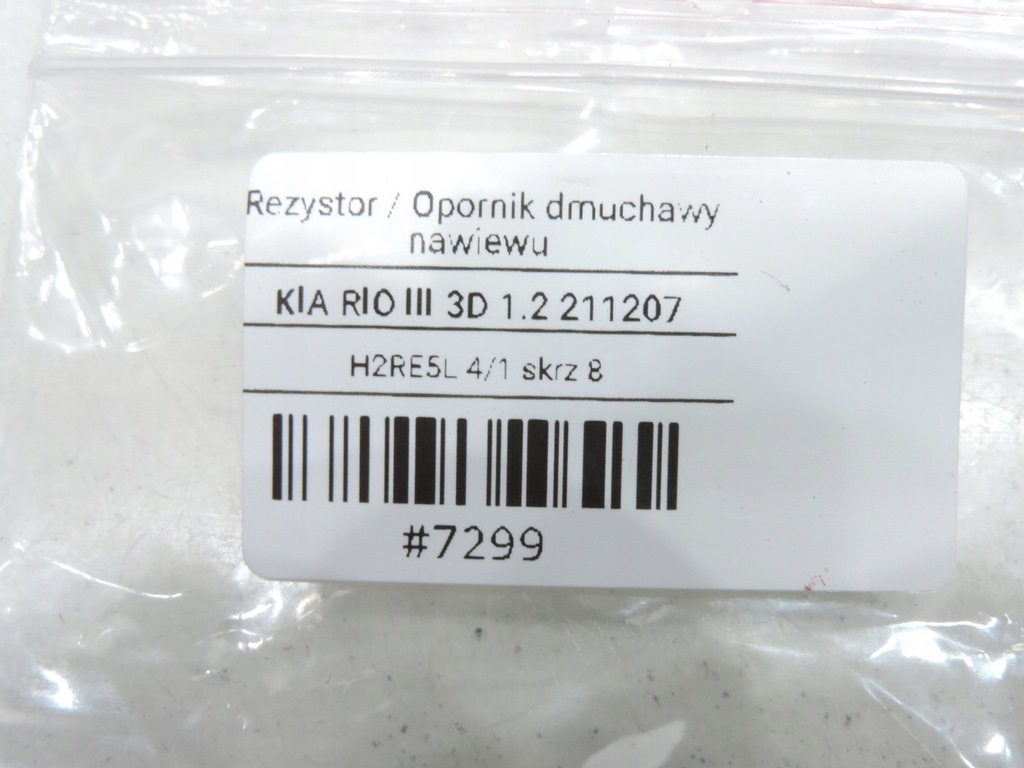 Rezystor / Opornik dmuchawy
nawiewu
KIA RIO III 3D 1.2 211207
H2RE5L 4/1 skrz 8
#7299